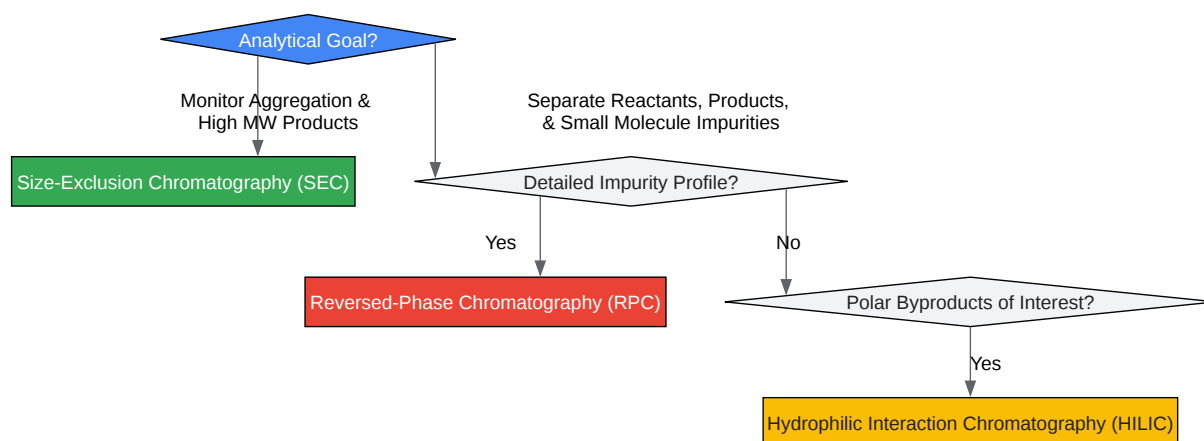 Analytical Goal?
Monitor Aggregation &
High MW Products
Separate Reactants, Products,
& Small Molecule Impurities
Size-Exclusion Chromatography (SEC)
Detailed Impurity Profile?
Yes
No
Reversed-Phase Chromatography (RPC)
Polar Byproducts of Interest?
Yes
Hydrophilic Interaction Chromatography (HILIC)